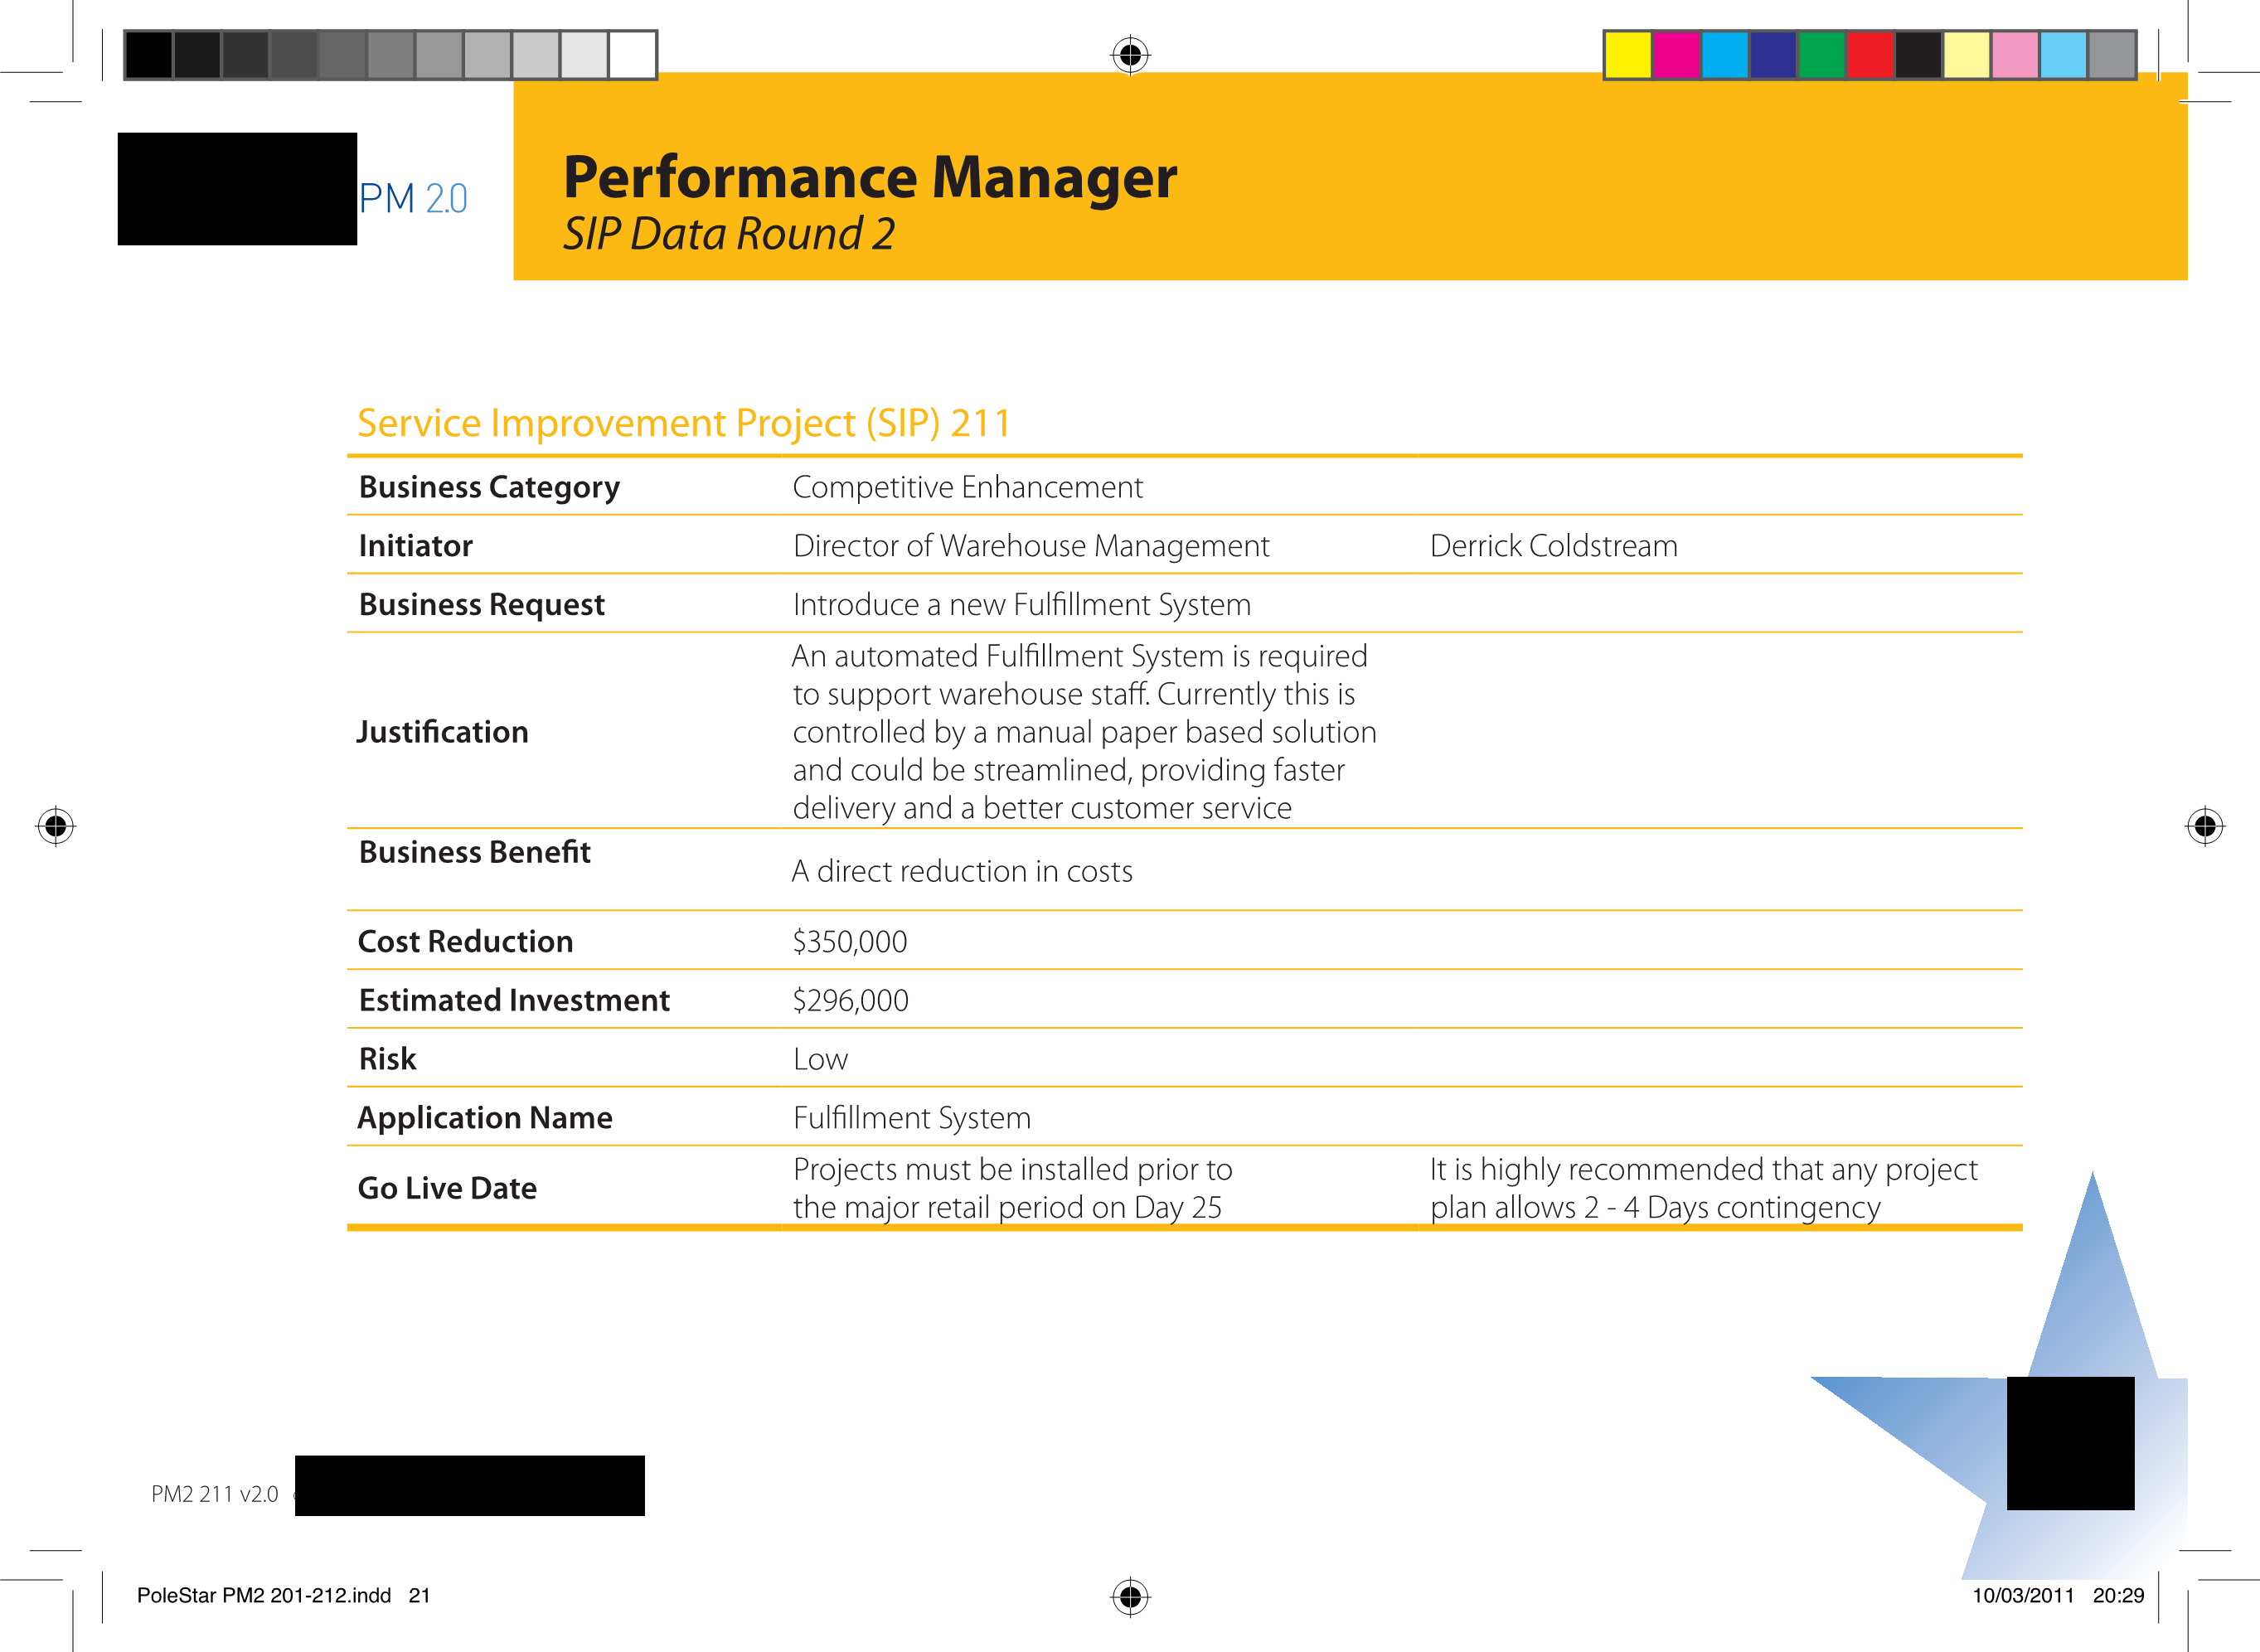 PM 2.0
Performance Manager
SIP Data Round 2
Service Improvement Project (SIP) 211
Business Category Competitive Enhancement
Initiator Director of Warehouse Management Derrick Coldstream
Business Request Introduce a new Fulfillment System
Justification An automated Fulfillment System is required
to support warehouse staff. Currently this is
controlled by a manual paper based solution
and could be streamlined, providing faster
delivery and a better customer service
Business Benefit A direct reduction in costs
Cost Reduction $350,000
Estimated Investment $296,000
Risk Low
Application Name Fulfillment System
Go Live Date Projects must be installed prior to It is highly recommended that any project
the major retail period on Day 25 plan allows 2 - 4 Days contingency
PM2 211 v2.0
PoleStar PM2 201-212.indd 21 10/03/2011 20:29